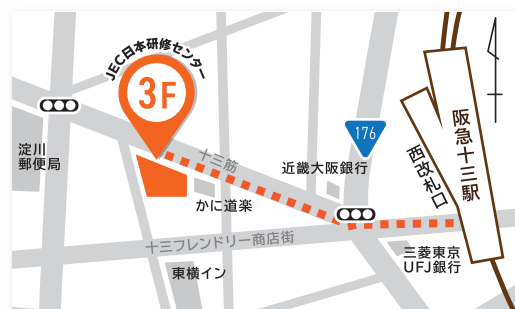 JEC日本研修センター
3F
176
阪急十三駅
西改札口
淀川
郵便局
十三筋
近畿大阪銀行
かに道楽
十三フレンドリー商店街
三菱東京
UFJ銀行
東横イン